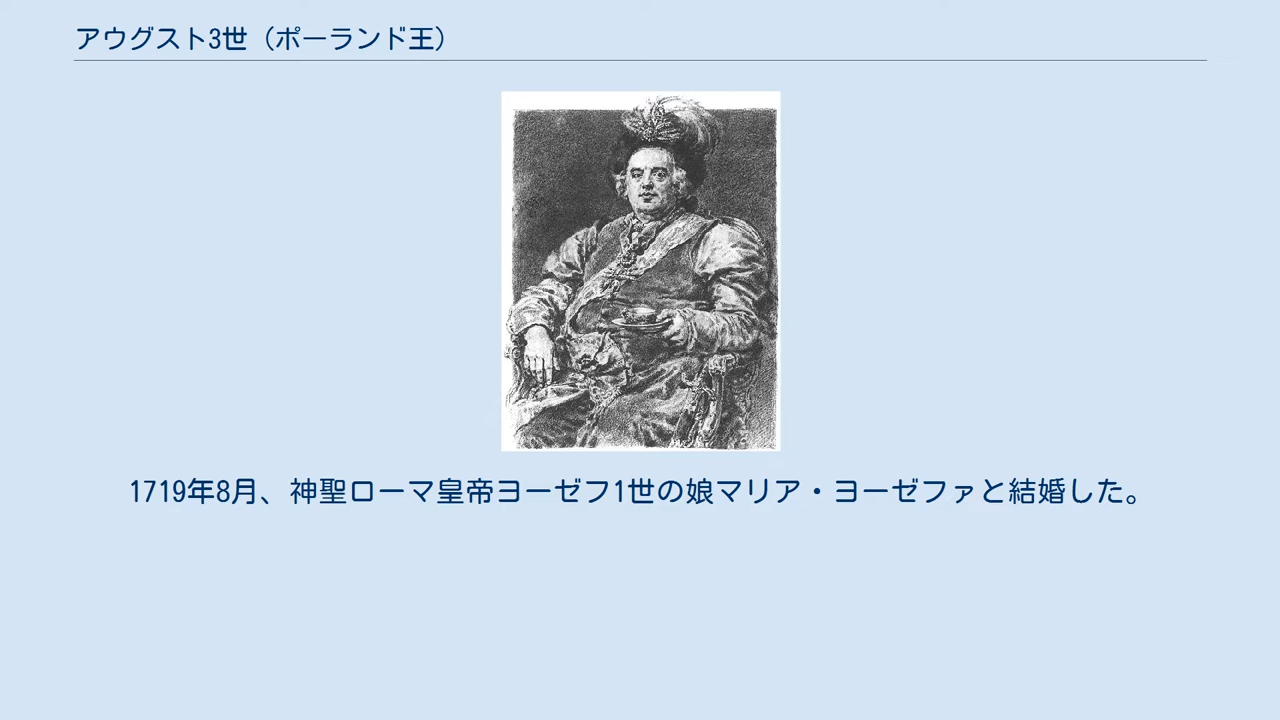 アウグスト3世（ポーランド王）
1719年8月、神聖ローマ皇帝ヨーゼフ1世の娘マリア・ヨーゼファと結婚した。